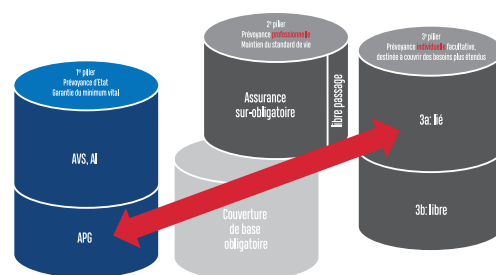 1er pilier
Prévoyance d'Etat
Garantie du minimum vital
AVS, AI
APG
2e pilier
Prévoyance professionnelle
Maintien du standard de vie
Assurance
sur-obligatoire
libre passage
Couverture
de base
obligatoire
3e pilier
Prévoyance individuelle facultative,
destinée à couvrir des besoins plus étendus
3a: lié
3b: libre